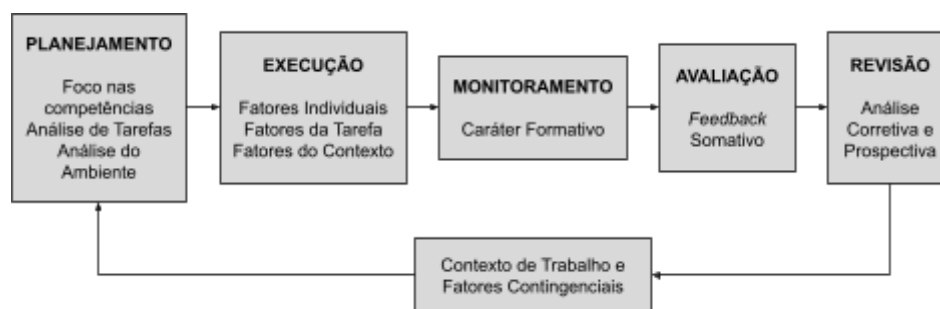 PLANEJAMENTO
Foco nas
competências
Análise de Tarefas
Análise do
Ambiente
EXECUÇÃO
Fatores Individuais
Fatores da Tarefa
Fatores do Contexto
MONITORAMENTO
Caráter Formativo
AVALIAÇÃO
Feedback
Somativo
REVISÃO
Análise
Corretiva e
Prospectiva
Contexto de Trabalho e
Fatores Contingenciais